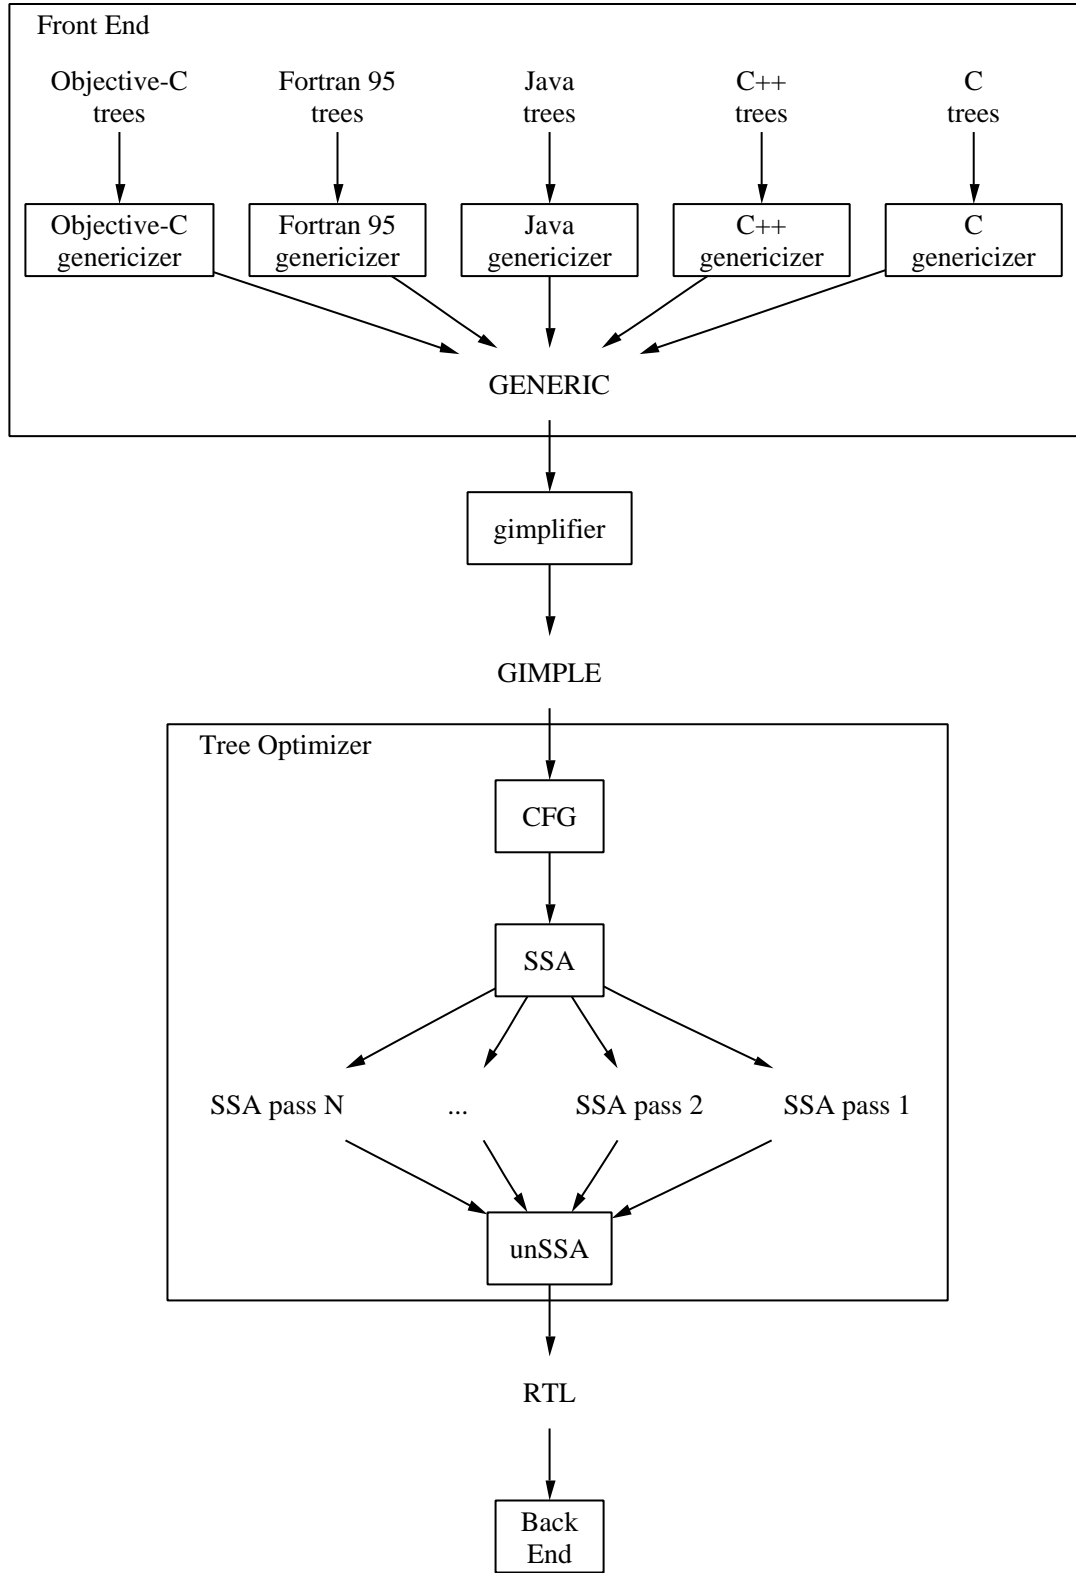 Front End
Objective-C
trees
Fortran 95
trees
Java
trees
C++
trees
C
trees
Objective-C
genericizer
Fortran 95
genericizer
Java
genericizer
C++
genericizer
C
genericizer
GENERIC
gimplifier
GIMPLE
Tree Optimizer
CFG
SSA
SSA pass N
...
SSA pass 2
SSA pass 1
unSSA
RTL
Back
End